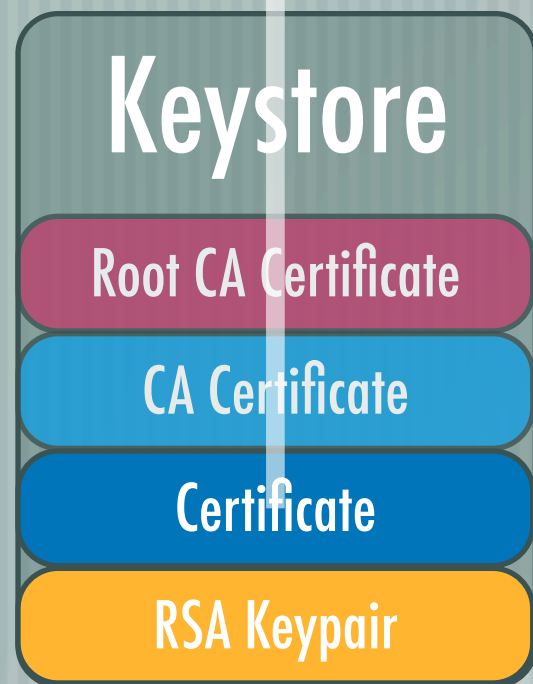 Keystore
Root CA Certificate
CA Certificate
Certificate
RSA Keypair